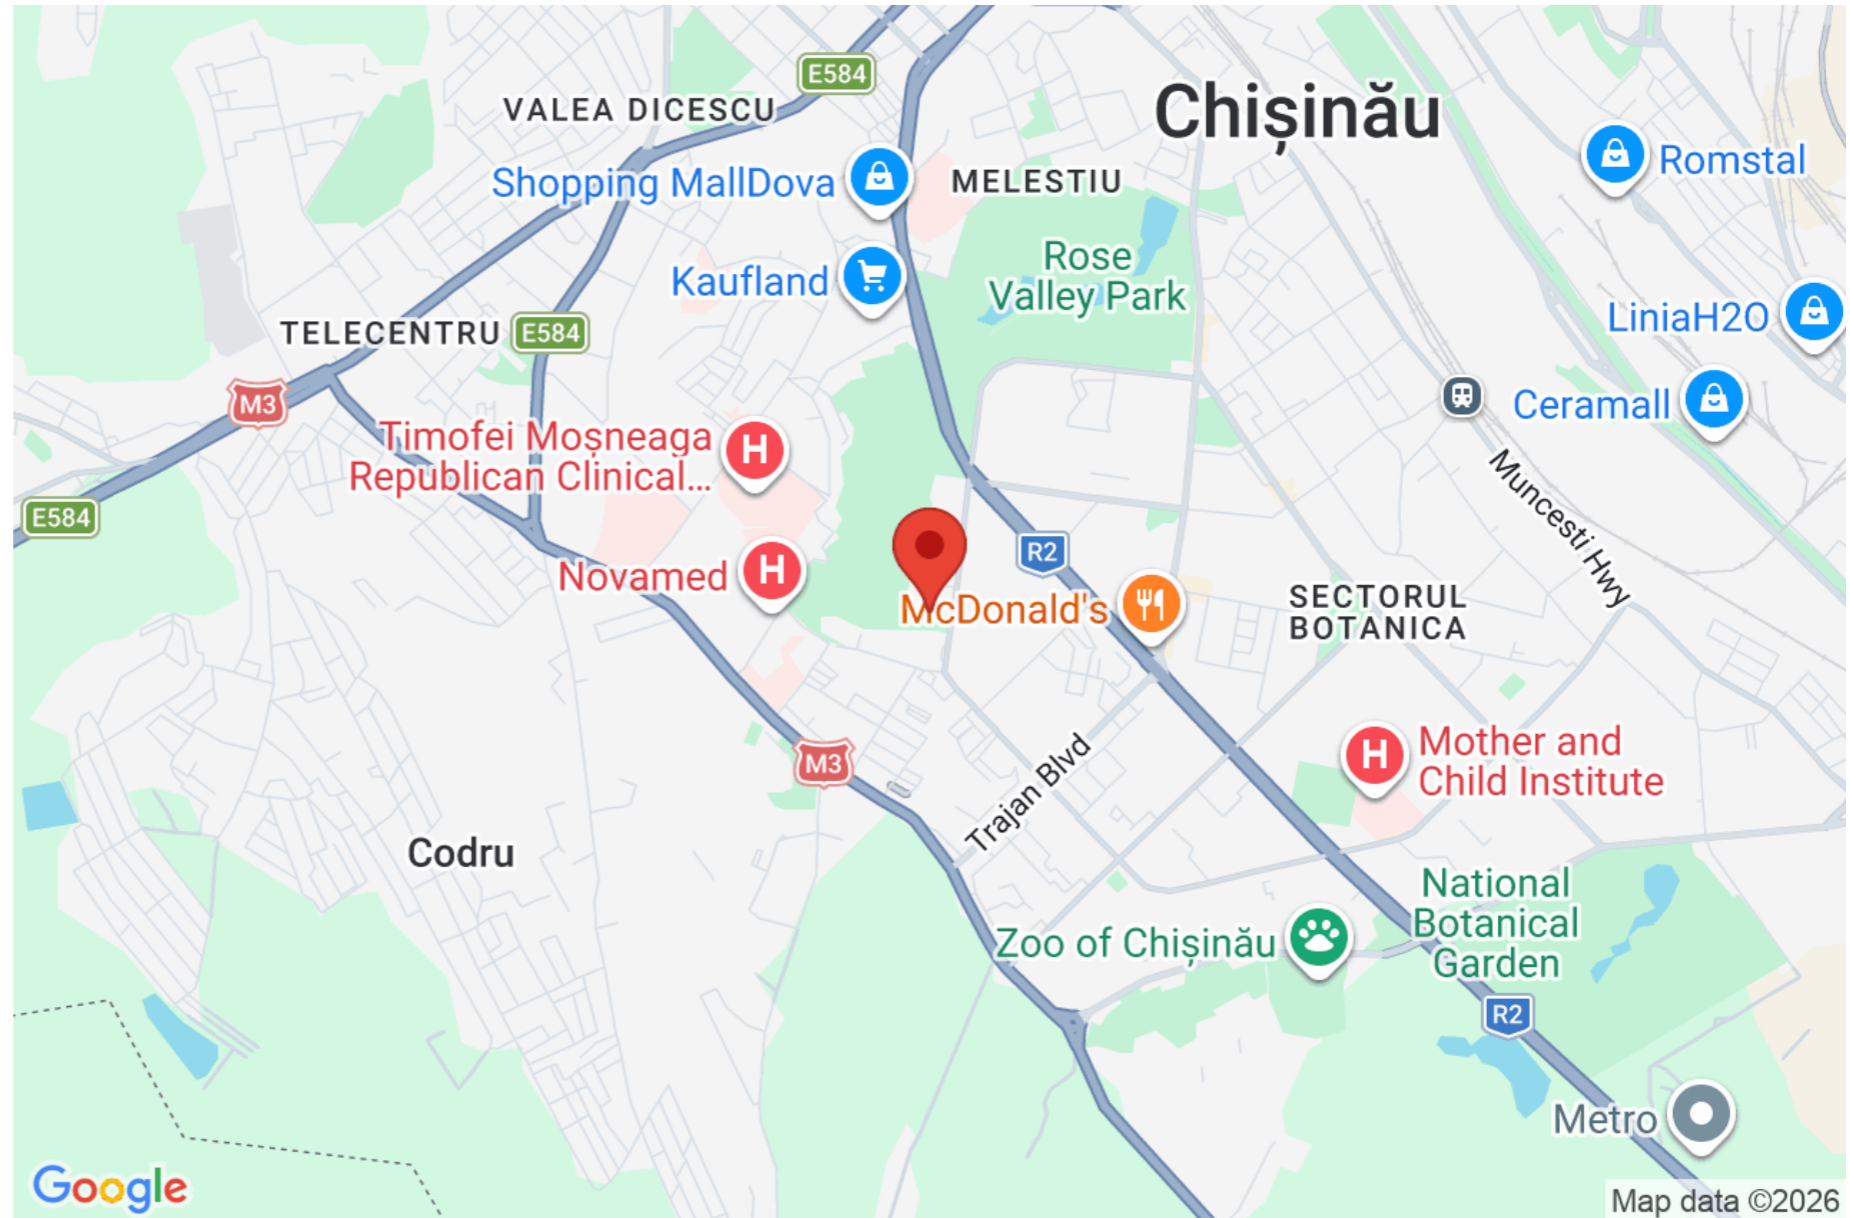 E584
VALEA DICESCU
Chișinău
Romstal
Shopping MallDova
MELESTIU
Rose
Valley Park
Kaufland
LiniaH2O
TELECENTRU
E584
M3
Ceramall
Timofei Moșneaga
Republican Clinical...
H
Muncesti Hwy
E584
R2
Novamed
H
McDonald's
SECTORUL
BOTANICA
Mother and
Child Institute
H
M3
Trajan Blvd
Codru
National
Botanical
Garden
Zoo of Chișinău
R2
Metro
Google
Map data ©2026